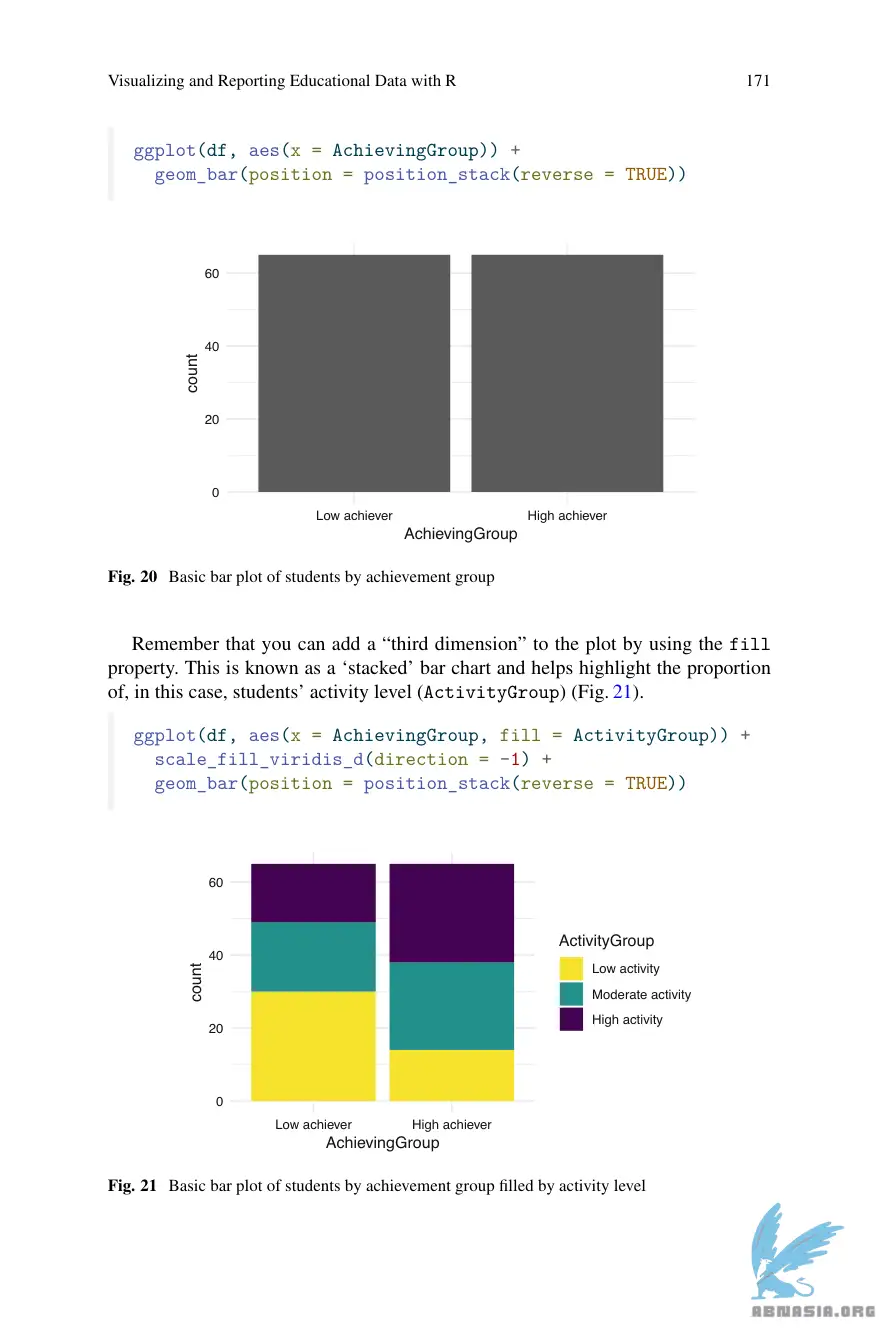 Visualizing and Reporting Educational Data with R 171
ggplot(df, aes(x = AchievingGroup)) +
geom_bar(position = position_stack(reverse = TRUE))
60
40
20
0
count
Low achiever High achiever
AchievingGroup
Fig. 20 Basic bar plot of students by achievement group
Remember that you can add a “third dimension” to the plot by using the fill
property. This is known as a ‘stacked’ bar chart and helps highlight the proportion
of, in this case, students’ activity level (ActivityGroup) (Fig. 21).
ggplot(df, aes(x = AchievingGroup, fill = ActivityGroup)) +
scale_fill_viridis_d(direction = -1) +
geom_bar(position = position_stack(reverse = TRUE))
60
40
20
0
count
Low achiever High achiever
AchievingGroup
ActivityGroup
Low activity
Moderate activity
High activity
Fig. 21 Basic bar plot of students by achievement group filled by activity level
ABNASIA.ORG